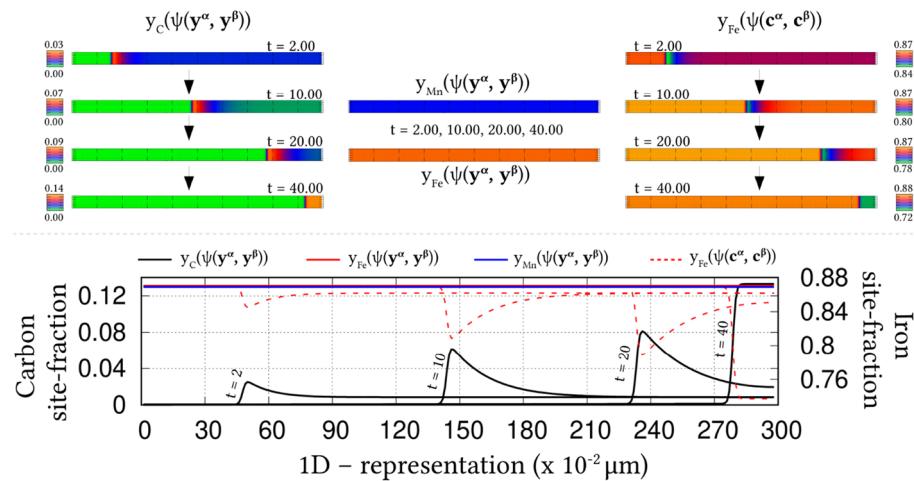 y_C(ψ(y^α, y^β))
y_Fe(ψ(c^α, c^β))
0.03
0.00
t = 2.00
t = 2.00
0.87
0.84
y_Mn(ψ(y^α, y^β))
0.07
0.00
t = 10.00
t = 10.00
0.87
0.80
t = 2.00, 10.00, 20.00, 40.00
0.09
0.00
t = 20.00
t = 20.00
0.87
0.78
y_Fe(ψ(y^α, y^β))
0.14
0.00
t = 40.00
t = 40.00
0.88
0.72
y_C(ψ(y^α, y^β)) y_Fe(ψ(y^α, y^β)) y_Mn(ψ(y^α, y^β)) y_Fe(ψ(c^α, c^β))
Carbon
site-fraction
0.12
0.08
0.04
0
t = 2
t = 10
t = 20
t = 40
0.88
0.84
0.8
0.76
Iron
site-fraction
0 30 60 90 120 150 180 210 240 270 300
1D – representation (x 10^-2 μm)